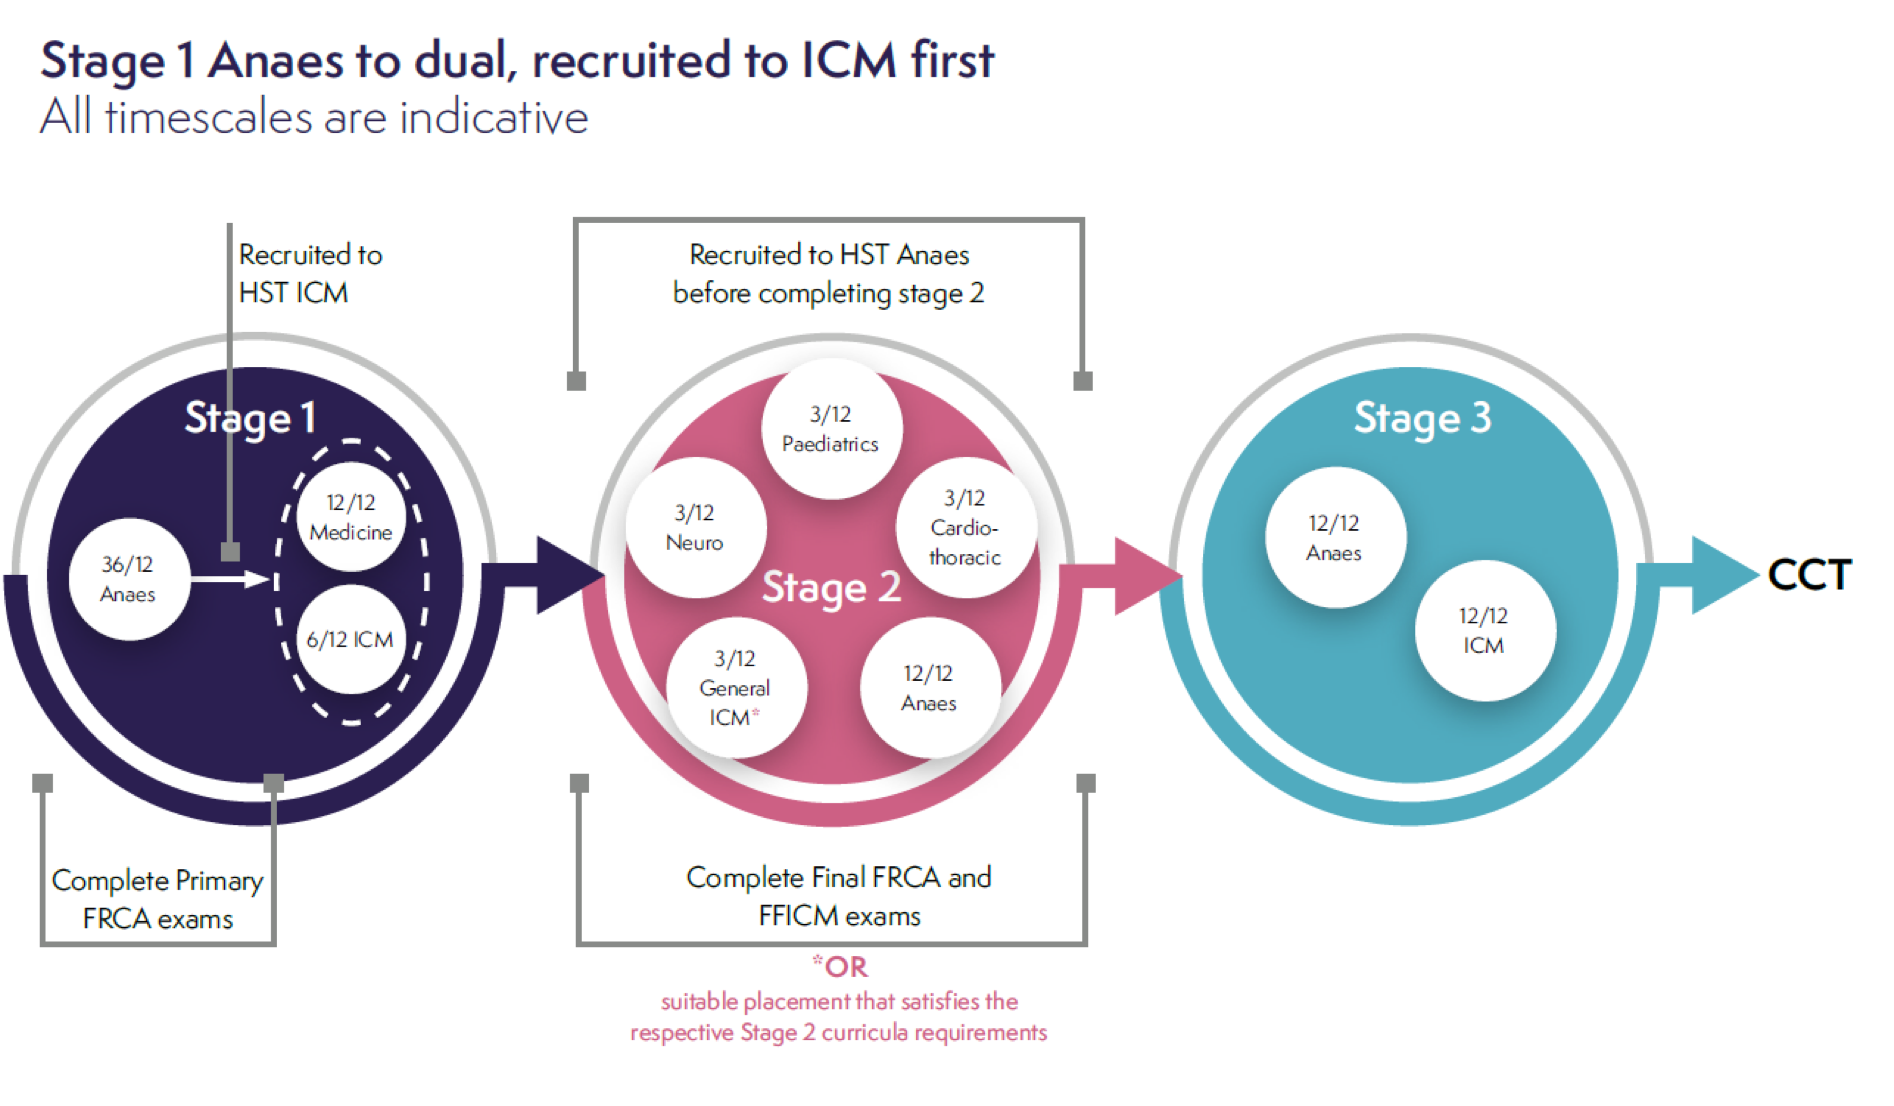 Stage 1 Anaes to dual, recruited to ICM first
All timescales are indicative
Recruited to
HST ICM
Stage 1
36/12
Anaes
12/12
Medicine
6/12 ICM
Complete Primary
FRCA exams
Recruited to HST Anaes
before completing stage 2
3/12
Paediatrics
3/12
Neuro
3/12
Cardio-
thoracic
Stage 2
3/12
General
ICM*
12/12
Anaes
Complete Final FRCA and
FFICM exams
*OR
suitable placement that satisfies the
respective Stage 2 curricula requirements
Stage 3
12/12
Anaes
12/12
ICM
CCT